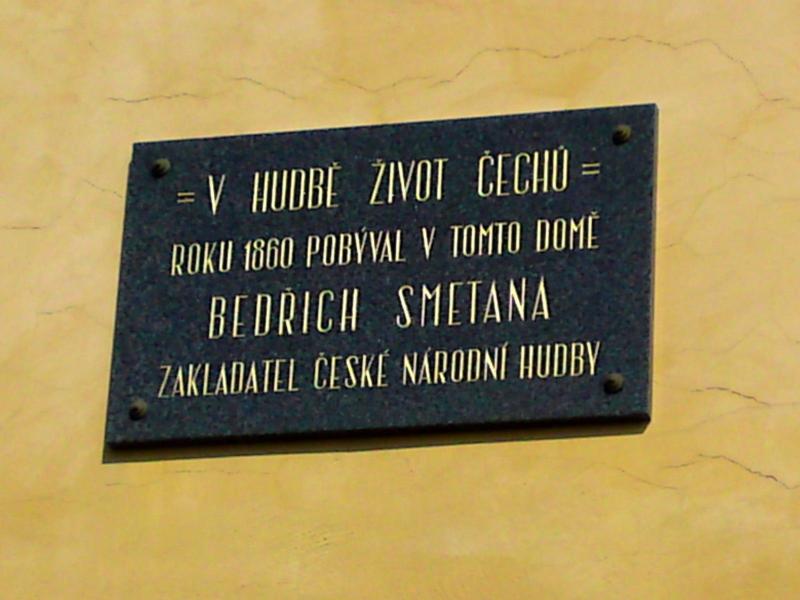 = V HUDBĚ ŽIVOT ČECHŮ =
ROKU 1860 POBÝVAL V TOMTO DOMĚ
BEDŘICH SMETANA
ZAKLADATEL ČESKÉ NÁRODNÍ HUDBY